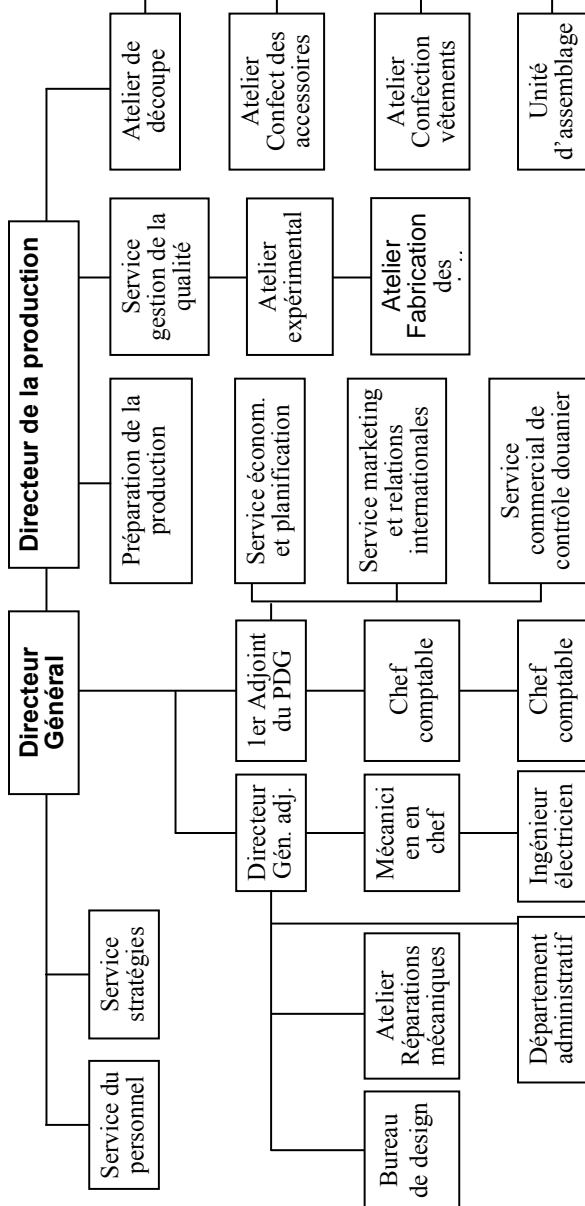 Directeur
Général
Directeur de la production
Service du
personnel
Service
stratégies
Préparation de la
production
Service
gestion de la
qualité
Atelier de
découpe
Directeur
Gén. adj.
1er Adjoint
du PDG
Service économ.
et planification
Atelier
expérimental
Atelier
Confect des
accessoires
Bureau
de design
Atelier
Réparations
mécaniques
Mécanici
en en
chef
Chef
comptable
Service marketing
et relations
internationales
Atelier
Fabrication
des
Atelier
Confection
vêtements
Département
administratif
Ingénieur
électricien
Chef
comptable
Service
commercial de
contrôle douanier
Unité
d'assemblage